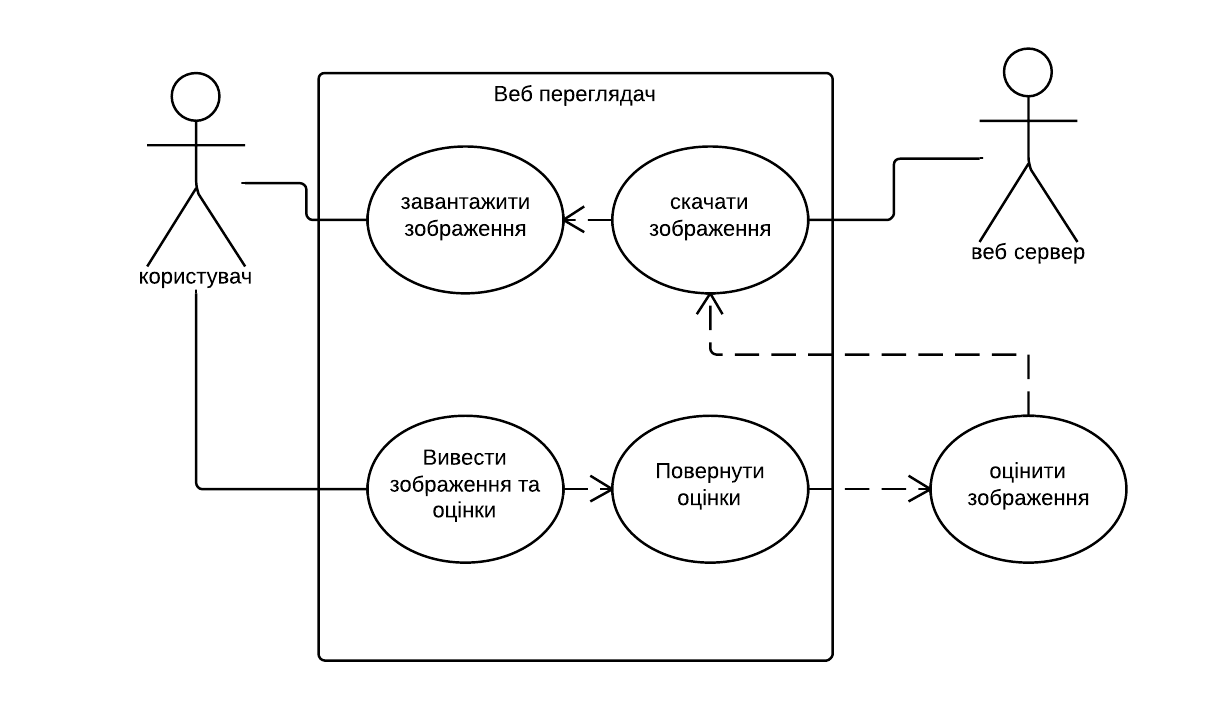 Веб переглядач
завантажити
зображення
скачати
зображення
веб сервер
користувач
Вивести
зображення та
оцінки
Повернути
оцінки
оцінити
зображення